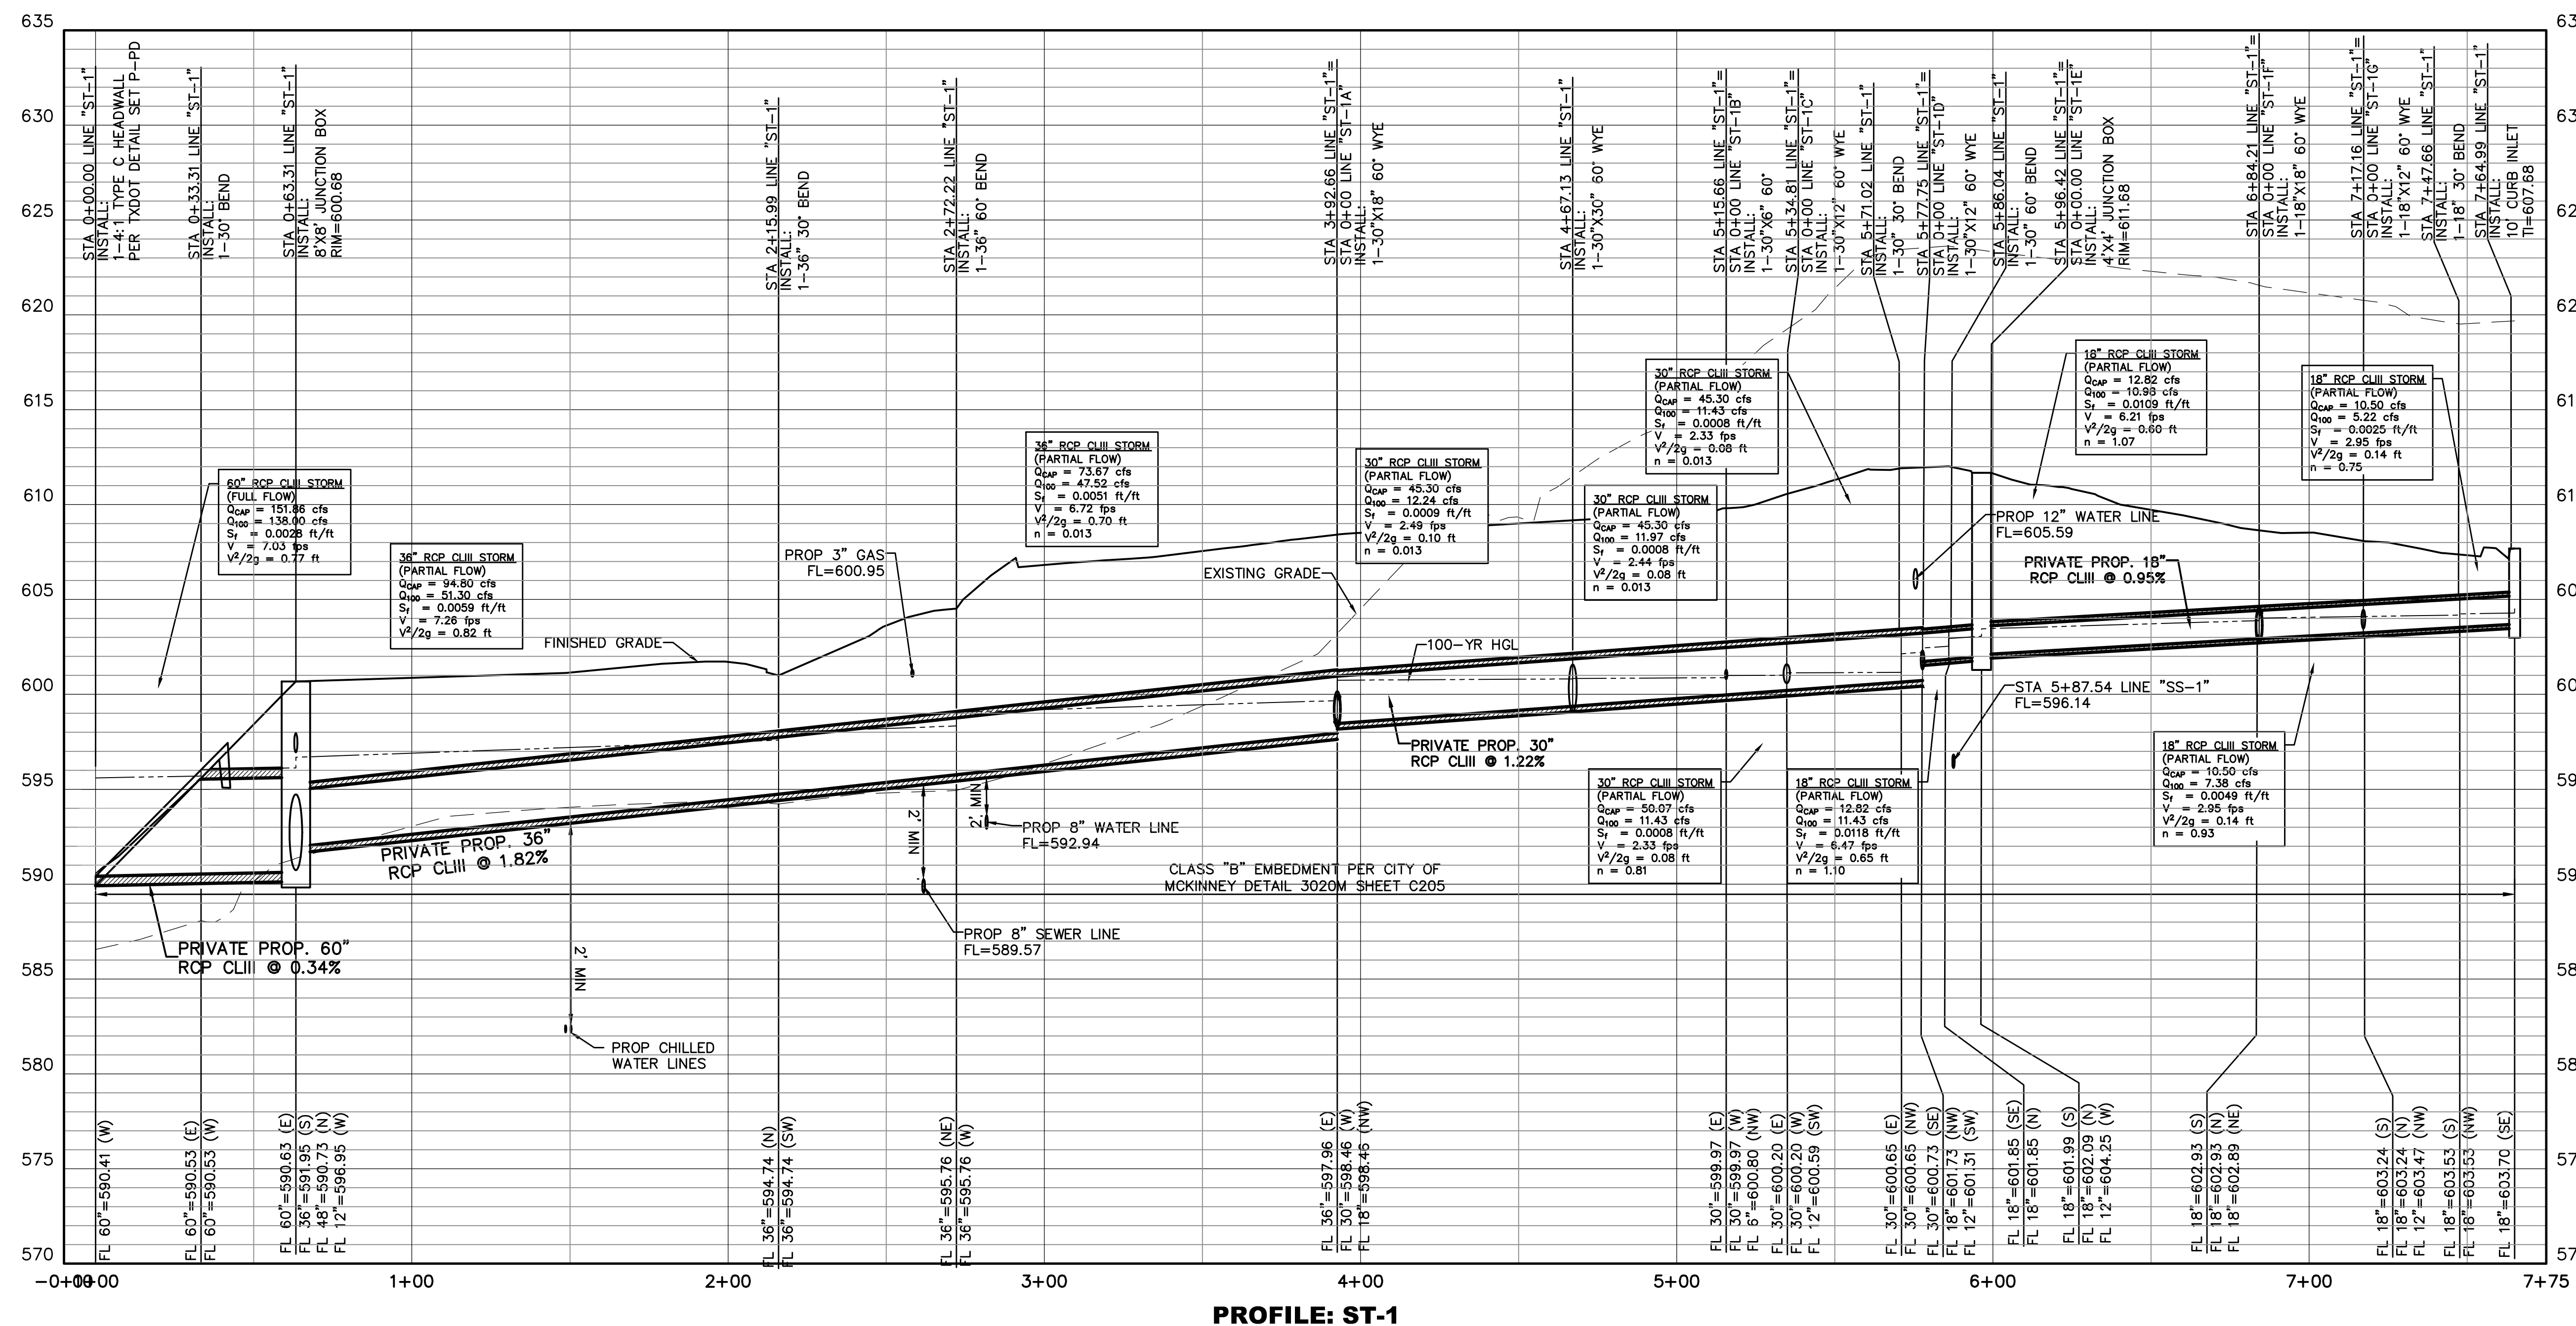 635
630
625
620
615
610
605
600
595
590
585
580
575
570
STA 0+00.00 LINE "ST-1"
INSTALL:
1-4:1 TYPE C HEADWALL
PER TXDOT DETAIL SET P-PD
STA 0+33.31 LINE "ST-1"
INSTALL:
1-30° BEND
STA 0+63.31 LINE "ST-1"
INSTALL:
8'X8' JUNCTION BOX
RIM=600.68
STA 2+15.99 LINE "ST-1"
INSTALL:
1-36" 30° BEND
STA 2+72.22 LINE "ST-1"
INSTALL:
1-36" 60° BEND
STA 3+92.66 LINE "ST-1"=
STA 0+00 LINE "ST-1A"
INSTALL:
1-30"X18" 60° WYE
STA 4+67.13 LINE "ST-1"
INSTALL:
1-30"X30" 60° WYE
STA 5+15.66 LINE "ST-1"=
STA 0+00 LINE "ST-1B"
INSTALL:
1-30"X6" 60°
STA 5+34.81 LINE "ST-1"=
STA 0+00 LINE "ST-1C"
INSTALL:
1-30"X12" 60° WYE
STA 5+71.02 LINE "ST-1"
INSTALL:
1-30" 30° BEND
STA 5+77.75 LINE "ST-1"=
STA 0+00 LINE "ST-1D"
INSTALL:
1-30"X12" 60° WYE
STA 5+86.04 LINE "ST-1"
INSTALL:
1-30" 60° BEND
STA 5+96.42 LINE "ST-1"=
STA 0+00.00 LINE "ST-1E"
INSTALL:
4'X4' JUNCTION BOX
RIM=611.68
STA 6+84.21 LINE "ST-1"=
STA 0+00 LINE "ST-1F"
INSTALL:
1-18"X18" 60° WYE
STA 7+17.16 LINE "ST-1"=
STA 0+00 LINE "ST-1G"
INSTALL:
1-18"X12" 60° WYE
STA 7+47.66 LINE "ST-1"
INSTALL:
1-18" 30° BEND
STA 7+64.99 LINE "ST-1"
INSTALL:
10' CURB INLET
TI=607.68
60" RCP CLIII STORM
(FULL FLOW)
QCAP = 151.86 cfs
Q100 = 138.00 cfs
Sf = 0.0028 ft/ft
V = 7.03 fps
V²/2g = 0.77 ft
36" RCP CLIII STORM
(PARTIAL FLOW)
QCAP = 94.80 cfs
Q100 = 51.30 cfs
Sf = 0.0059 ft/ft
V = 7.26 fps
V²/2g = 0.82 ft
36" RCP CLIII STORM
(PARTIAL FLOW)
QCAP = 73.67 cfs
Q100 = 47.52 cfs
Sf = 0.0051 ft/ft
V = 6.72 fps
V²/2g = 0.70 ft
n = 0.013
30" RCP CLIII STORM
(PARTIAL FLOW)
QCAP = 45.30 cfs
Q100 = 12.24 cfs
Sf = 0.0009 ft/ft
V = 2.49 fps
V²/2g = 0.10 ft
n = 0.013
30" RCP CLIII STORM
(PARTIAL FLOW)
QCAP = 45.30 cfs
Q100 = 11.43 cfs
Sf = 0.0008 ft/ft
V = 2.33 fps
V²/2g = 0.08 ft
n = 0.013
30" RCP CLIII STORM
(PARTIAL FLOW)
QCAP = 45.30 cfs
Q100 = 11.97 cfs
Sf = 0.0008 ft/ft
V = 2.44 fps
V²/2g = 0.08 ft
n = 0.013
18" RCP CLIII STORM
(PARTIAL FLOW)
QCAP = 12.82 cfs
Q100 = 10.98 cfs
Sf = 0.0109 ft/ft
V = 6.21 fps
V²/2g = 0.60 ft
n = 1.07
18" RCP CLIII STORM
(PARTIAL FLOW)
QCAP = 10.50 cfs
Q100 = 5.22 cfs
Sf = 0.0025 ft/ft
V = 2.95 fps
V²/2g = 0.14 ft
n = 0.75
PROP 3" GAS
FL=600.95
EXISTING GRADE
FINISHED GRADE
100-YR HGL
PROP 12" WATER LINE
FL=605.59
PRIVATE PROP. 18"
RCP CLIII @ 0.95%
STA 5+87.54 LINE "SS-1"
FL=596.14
PRIVATE PROP. 30"
RCP CLIII @ 1.22%
30" RCP CLIII STORM
(PARTIAL FLOW)
QCAP = 50.07 cfs
Q100 = 11.43 cfs
Sf = 0.0008 ft/ft
V = 2.33 fps
V²/2g = 0.08 ft
n = 0.81
18" RCP CLIII STORM
(PARTIAL FLOW)
QCAP = 12.82 cfs
Q100 = 11.43 cfs
Sf = 0.0118 ft/ft
V = 6.47 fps
V²/2g = 0.65 ft
n = 1.10
18" RCP CLIII STORM
(PARTIAL FLOW)
QCAP = 10.50 cfs
Q100 = 7.38 cfs
Sf = 0.0049 ft/ft
V = 2.95 fps
V²/2g = 0.14 ft
n = 0.93
PRIVATE PROP. 36"
RCP CLIII @ 1.82%
2' MIN
2' MIN
PROP 8" WATER LINE
FL=592.94
CLASS "B" EMBEDMENT PER CITY OF
MCKINNEY DETAIL 3020M SHEET C205
PROP 8" SEWER LINE
FL=589.57
PRIVATE PROP. 60"
RCP CLIII @ 0.34%
2' MIN
PROP CHILLED
WATER LINES
FL 60"=590.41 (W)
FL 60"=590.53 (E)
FL 60"=590.53 (W)
FL 60"=590.63 (E)
FL 36"=591.95 (S)
FL 48"=590.73 (N)
FL 12"=596.95 (W)
FL 36"=594.74 (N)
FL 36"=594.74 (SW)
FL 36"=595.76 (NE)
FL 36"=595.76 (W)
FL 36"=597.96 (E)
FL 30"=598.46 (W)
FL 18"=598.46 (NW)
FL 30"=599.97 (E)
FL 30"=599.97 (W)
FL 6"=600.80 (NW)
FL 30"=600.20 (E)
FL 30"=600.20 (W)
FL 12"=600.59 (SW)
FL 30"=600.65 (E)
FL 30"=600.65 (NW)
FL 30"=600.73 (SE)
FL 18"=601.73 (NW)
FL 12"=601.31 (SW)
FL 18"=601.85 (SE)
FL 18"=601.85 (N)
FL 18"=601.99 (S)
FL 18"=602.09 (N)
FL 12"=604.25 (W)
FL 18"=602.93 (S)
FL 18"=602.93 (N)
FL 18"=602.89 (NE)
FL 18"=603.24 (S)
FL 18"=603.24 (N)
FL 12"=603.47 (NW)
FL 18"=603.53 (S)
FL 18"=603.53 (NW)
FL 18"=603.70 (SE)
-0+10
0+00
1+00
2+00
3+00
4+00
5+00
6+00
7+00
7+75
PROFILE: ST-1